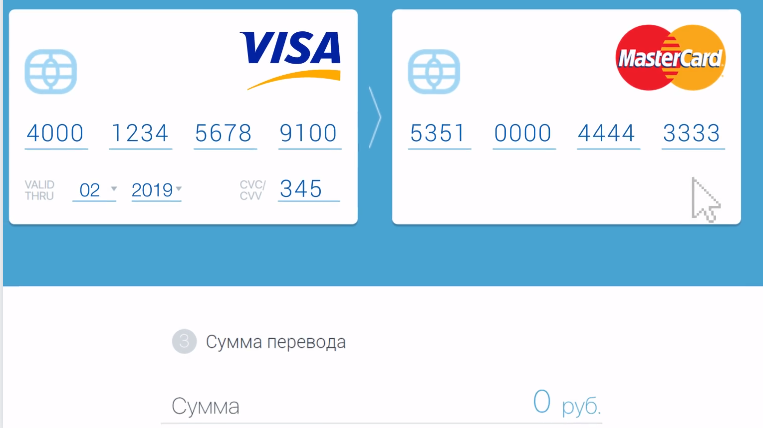 VISA
4000 1234 5678 9100
VALID
THRU
02 2019
CVC/
CVV
345
MasterCard
5351 0000 4444 3333
3 Сумма перевода
Сумма 0 руб.